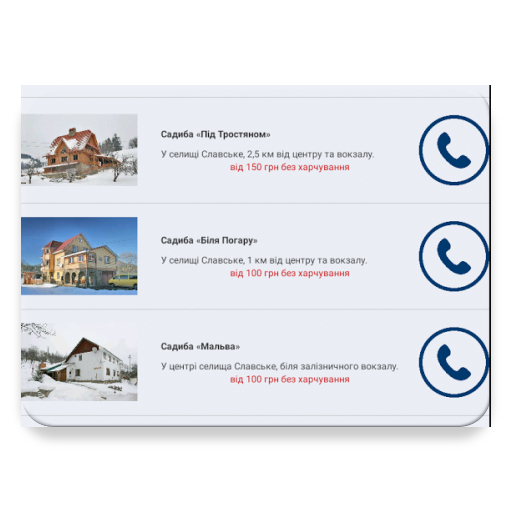 Садиба «Під Тростяном»
У селищі Славське, 2,5 км від центру та вокзалу.
від 150 грн без харчування
Садиба «Біля Погару»
У селищі Славське, 1 км від центру та вокзалу.
від 100 грн без харчування
Садиба «Мальва»
У центрі селища Славське, біля залізничного вокзалу.
від 100 грн без харчування